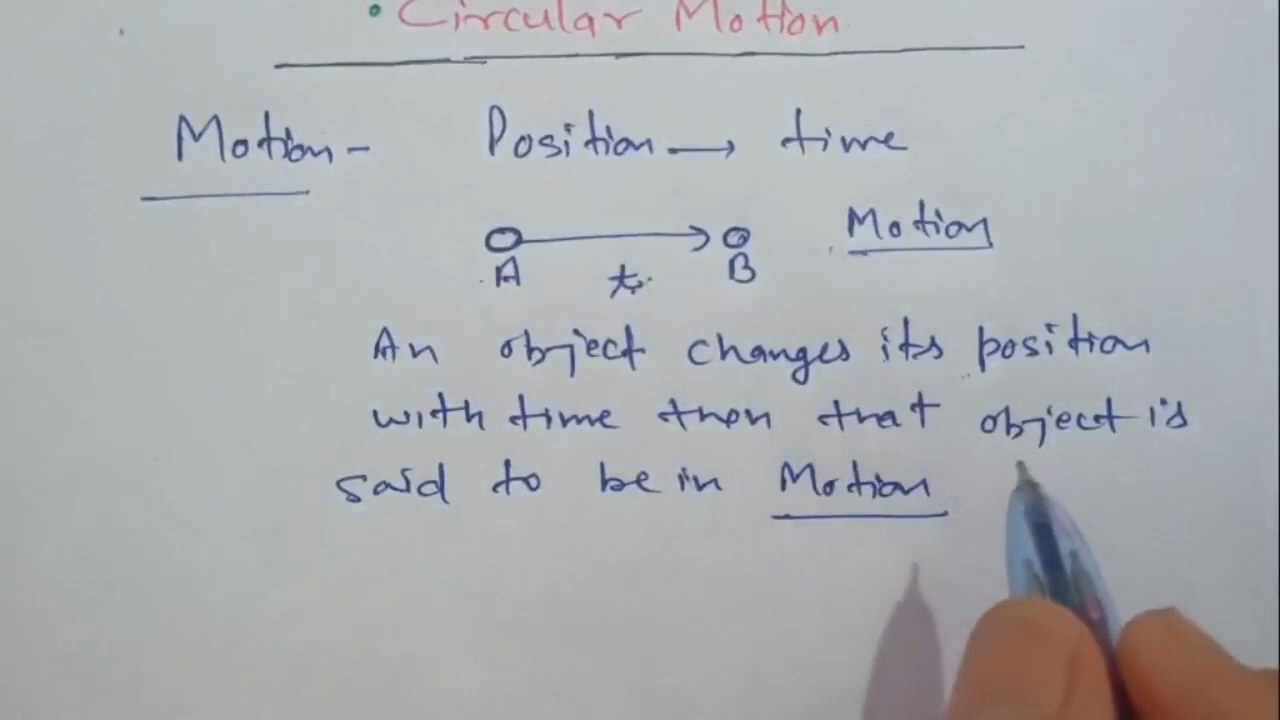 • Circular Motion
Motion - Position → time
A t B Motion
An object changes its position
with time then that object is
said to be in Motion